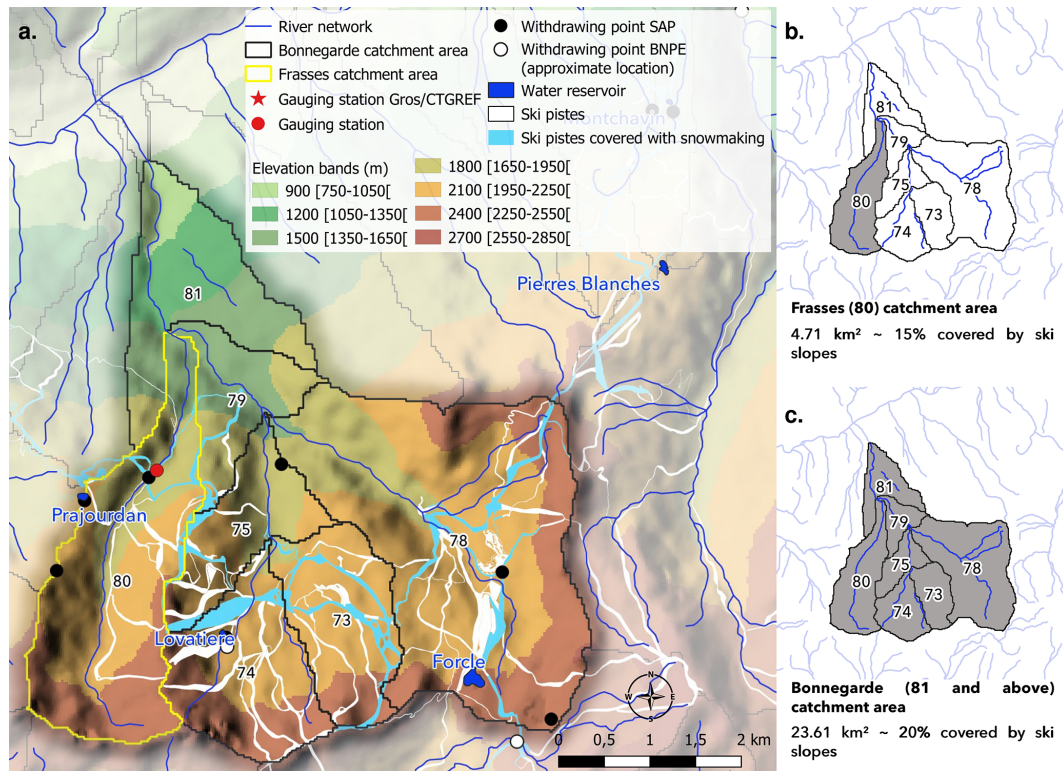 a.
River network
Bonnegarde catchment area
Frasses catchment area
Gauging station Gros/CTGREF
Gauging station
Withdrawing point SAP
Withdrawing point BNPE
(approximate location)
Water reservoir
Montchavin
Ski pistes
Ski pistes covered with snowmaking
Elevation bands (m)
900 [750-1050[
1200 [1050-1350[
1500 [1350-1650[
1800 [1650-1950[
2100 [1950-2250[
2400 [2250-2550[
2700 [2550-2850[
Pierres Blanches
81
79
Prajourdan
75
78
80
73
Lovatiere
Forcle
74
N
W E
S
0 0,5 1 2 km
b.
81
79
75
78
80
73
74
Frasses (80) catchment area
4.71 km² ~ 15% covered by ski
slopes
c.
81
79
75
78
80
73
74
Bonnegarde (81 and above)
catchment area
23.61 km² ~ 20% covered by ski
slopes